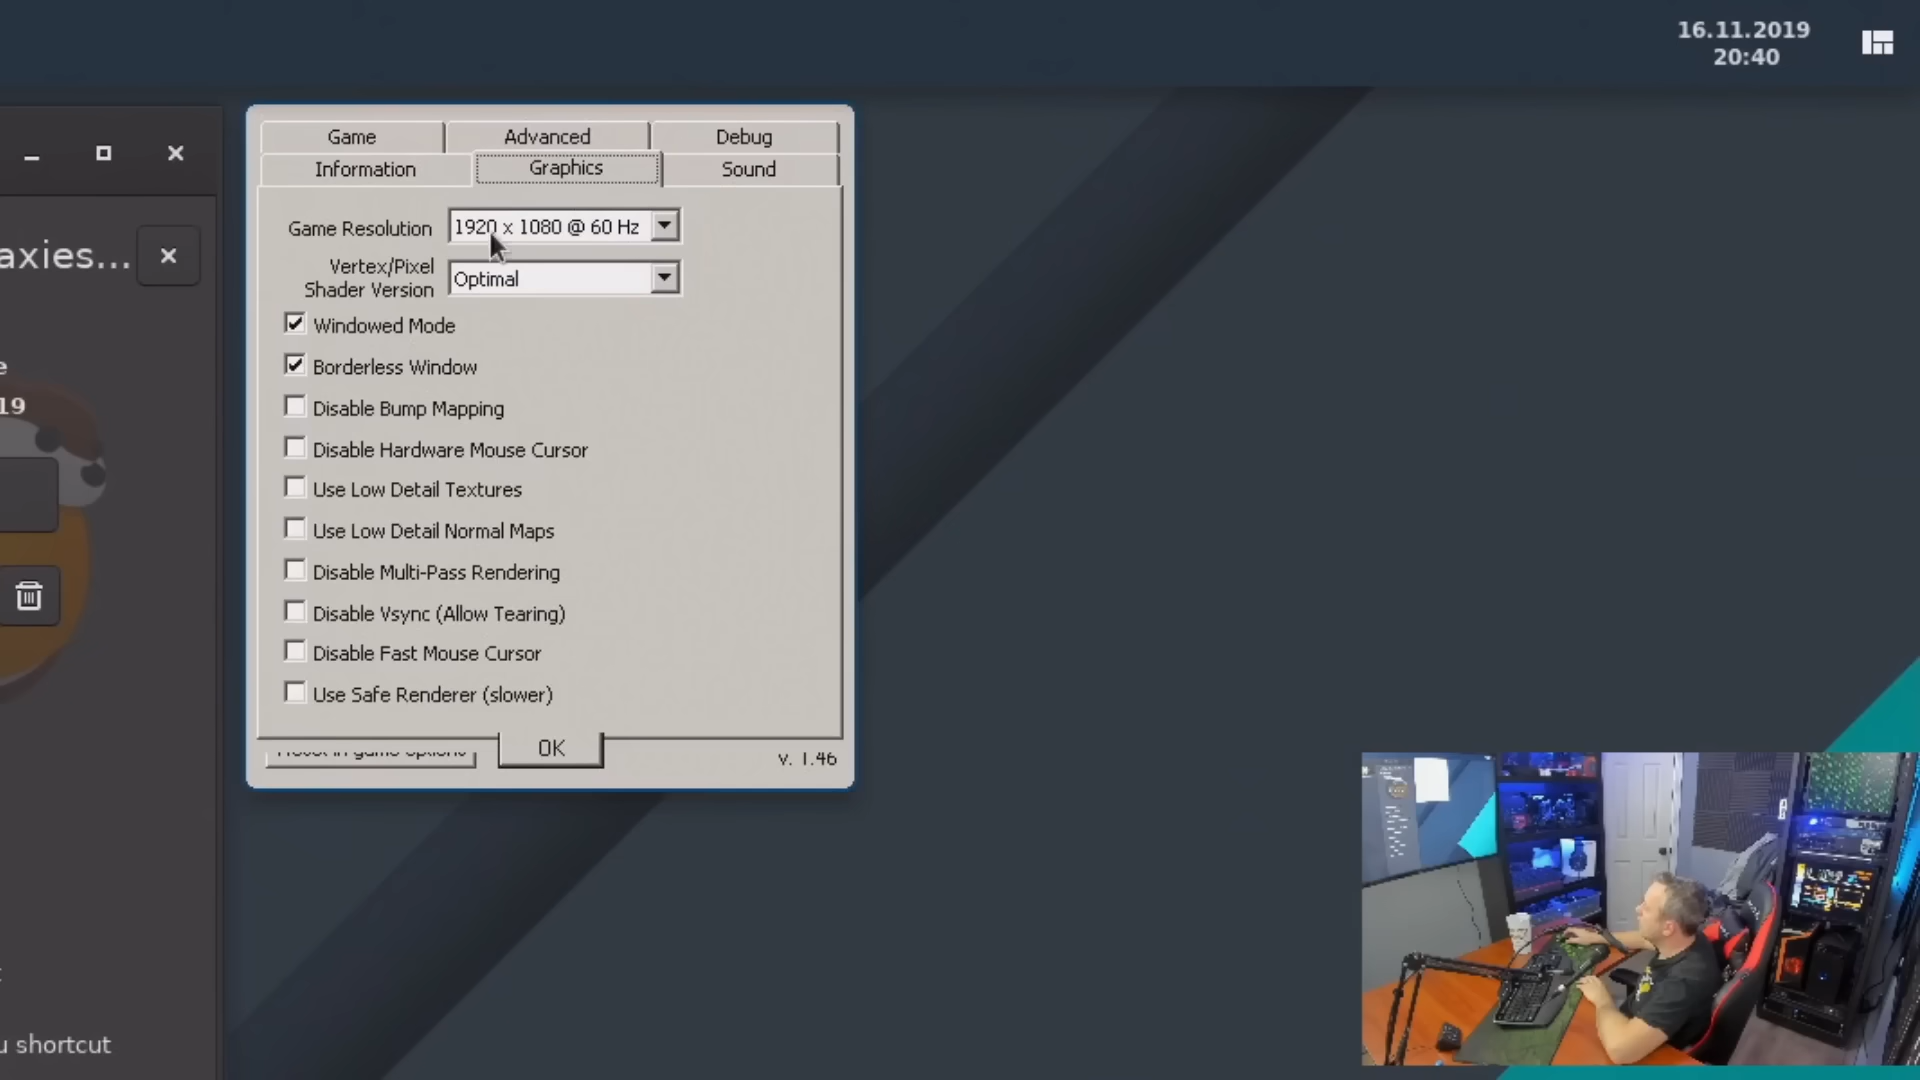 16.11.2019
20:40
axies...
e
19
u shortcut
Game
Advanced
Debug
Information
Graphics
Sound
Game Resolution
1920 x 1080 @ 60 Hz
Vertex/Pixel
Shader Version
Optimal
Windowed Mode
Borderless Window
Disable Bump Mapping
Disable Hardware Mouse Cursor
Use Low Detail Textures
Use Low Detail Normal Maps
Disable Multi-Pass Rendering
Disable Vsync (Allow Tearing)
Disable Fast Mouse Cursor
Use Safe Renderer (slower)
OK
v. 1.46